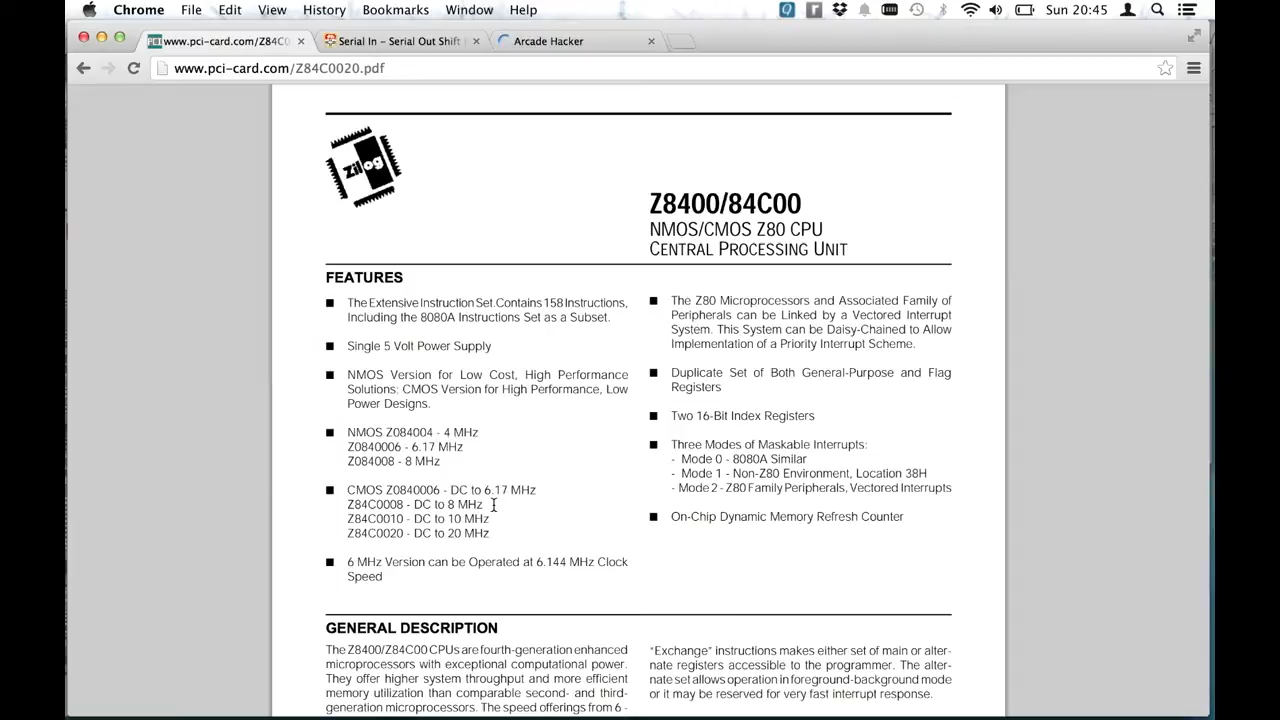 Chrome File Edit View History Bookmarks Window Help Sun 20:45
www.pci-card.com/Z84C0 Serial In - Serial Out Shift Arcade Hacker
www.pci-card.com/Z84C0020.pdf
Zilog
Z8400/84C00
NMOS/CMOS Z80 CPU
CENTRAL PROCESSING UNIT
FEATURES
■ The Extensive Instruction Set Contains 158 Instructions,
Including the 8080A Instructions Set as a Subset.
■ Single 5 Volt Power Supply
■ NMOS Version for Low Cost, High Performance
Solutions: CMOS Version for High Performance, Low
Power Designs.
■ NMOS Z084004 - 4 MHz
Z0840006 - 6.17 MHz
Z084008 - 8 MHz
■ CMOS Z0840006 - DC to 6.17 MHz
Z84C0008 - DC to 8 MHz
Z84C0010 - DC to 10 MHz
Z84C0020 - DC to 20 MHz
■ 6 MHz Version can be Operated at 6.144 MHz Clock
Speed
■ The Z80 Microprocessors and Associated Family of
Peripherals can be Linked by a Vectored Interrupt
System. This System can be Daisy-Chained to Allow
Implementation of a Priority Interrupt Scheme.
■ Duplicate Set of Both General-Purpose and Flag
Registers
■ Two 16-Bit Index Registers
■ Three Modes of Maskable Interrupts:
- Mode 0 - 8080A Similar
- Mode 1 - Non-Z80 Environment, Location 38H
- Mode 2 - Z80 Family Peripherals, Vectored Interrupts
■ On-Chip Dynamic Memory Refresh Counter
GENERAL DESCRIPTION
The Z8400/Z84C00 CPUs are fourth-generation enhanced
microprocessors with exceptional computational power.
They offer higher system throughput and more efficient
memory utilization than comparable second- and third-
generation microprocessors. The speed offerings from 6 -
"Exchange" instructions makes either set of main or alter-
nate registers accessible to the programmer. The alter-
nate set allows operation in foreground-background mode
or it may be reserved for very fast interrupt response.